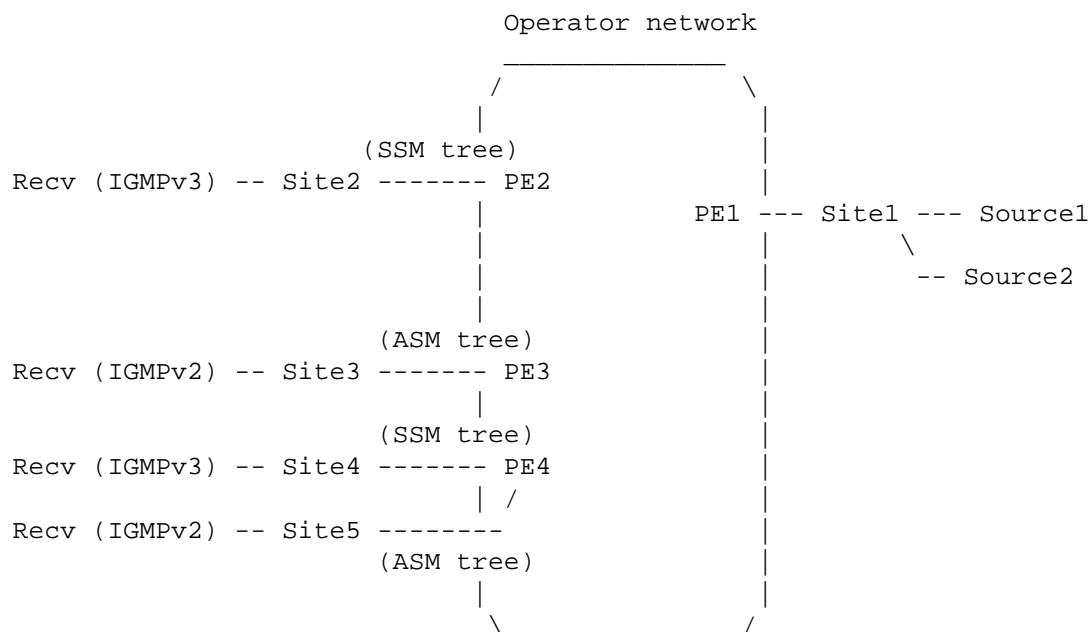 Operator network
(SSM tree)
Recv (IGMPv3) -- Site2 ------- PE2
PE1 --- Site1 --- Source1
-- Source2
(ASM tree)
Recv (IGMPv2) -- Site3 ------- PE3
(SSM tree)
Recv (IGMPv3) -- Site4 ------- PE4
Recv (IGMPv2) -- Site5 --------
(ASM tree)